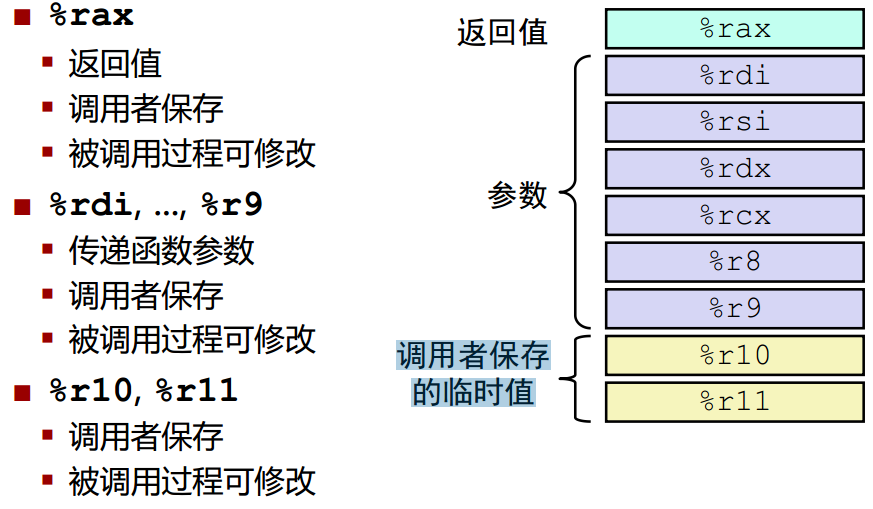 %rax
返回值
调用者保存
被调用过程可修改
%rdi, ..., %r9
传递函数参数
调用者保存
被调用过程可修改
%r10, %r11
调用者保存
被调用过程可修改
返回值
%rax
参数
%rdi
%rsi
%rdx
%rcx
%r8
%r9
调用者保存
的临时值
%r10
%r11